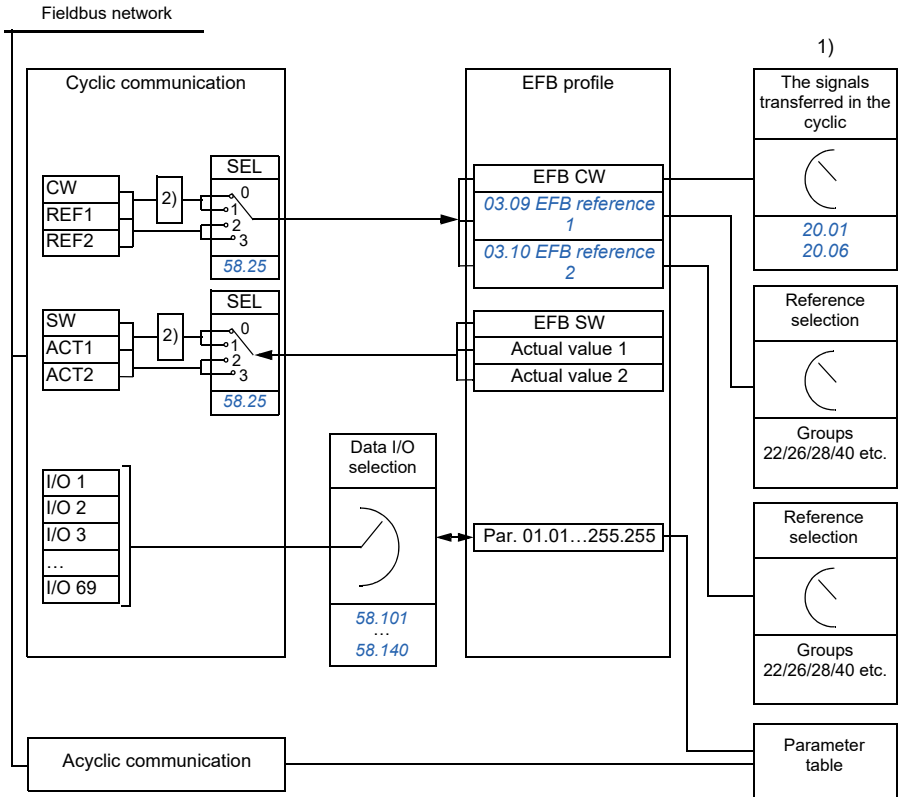 Fieldbus network
1)
Cyclic communication
EFB profile
The signals
transferred in the
cyclic
CW
REF1
REF2
2)
SEL
0
1
2
3
58.25
EFB CW
03.09 EFB reference
1
03.10 EFB reference
2
20.01
20.06
SW
ACT1
ACT2
2)
SEL
0
1
2
3
58.25
EFB SW
Actual value 1
Actual value 2
Reference
selection
Groups
22/26/28/40 etc.
I/O 1
I/O 2
I/O 3
...
I/O 69
Data I/O
selection
58.101
...
58.140
Par. 01.01…255.255
Reference
selection
Groups
22/26/28/40 etc.
Acyclic communication
Parameter
table